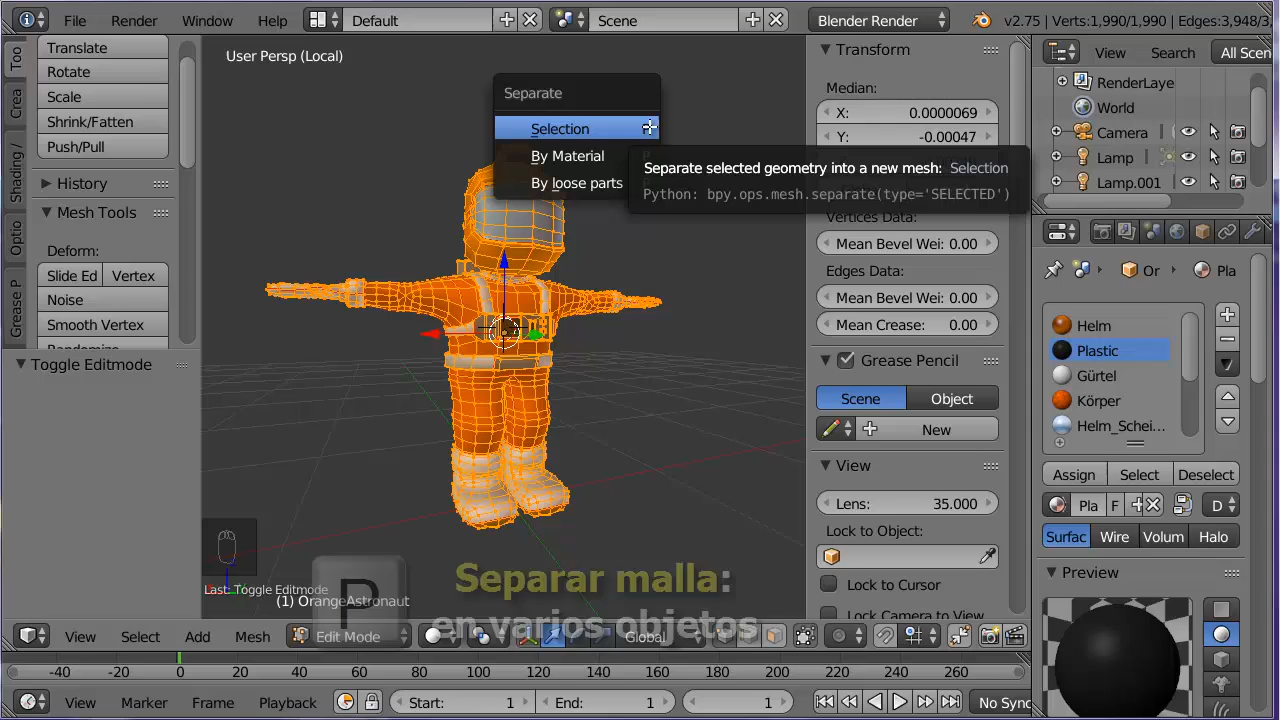 File Render Window Help Default Scene Blender Render v2.75 | Verts:1,990/1,990 | Edges:3,948/3,
Too
Crea
Shading /
Optio
Grease P
Translate
Rotate
Scale
Shrink/Fatten
Push/Pull
History
Mesh Tools
Deform:
Slide Ed Vertex
Noise
Smooth Vertex
Toggle Editmode
User Persp (Local)
Separate
Selection
By Material
By loose parts
Separate selected geometry into a new mesh: Selection
Python: bpy.ops.mesh.separate(type='SELECTED')
P
Last: Toggle Editmode
(1) OrangeAstronaut
Separar malla:
en varios objetos
Transform
Median:
X: 0.0000069
Y: -0.00047
Vertices Data:
Mean Bevel Wei: 0.00
Edges Data:
Mean Bevel Wei: 0.00
Mean Crease: 0.00
Grease Pencil
Scene Object
New
View
Lens: 35.000
Lock to Object:
Lock to Cursor
Lock Camera to View
View Search All Scen
RenderLaye
World
Camera
Lamp
Lamp.001
Or Pla
Helm
Plastic
Gürtel
Körper
Helm_Schei...
Assign Select Deselect
Pla F D
Surfac Wire Volum Halo
Preview
View Select Add Mesh Edit Mode Global
-40 -20 0 20 40 60 80 100 120 140 160 180 200 220 240 260
View Marker Frame Playback Start: 1 End: 1 1 No Sync